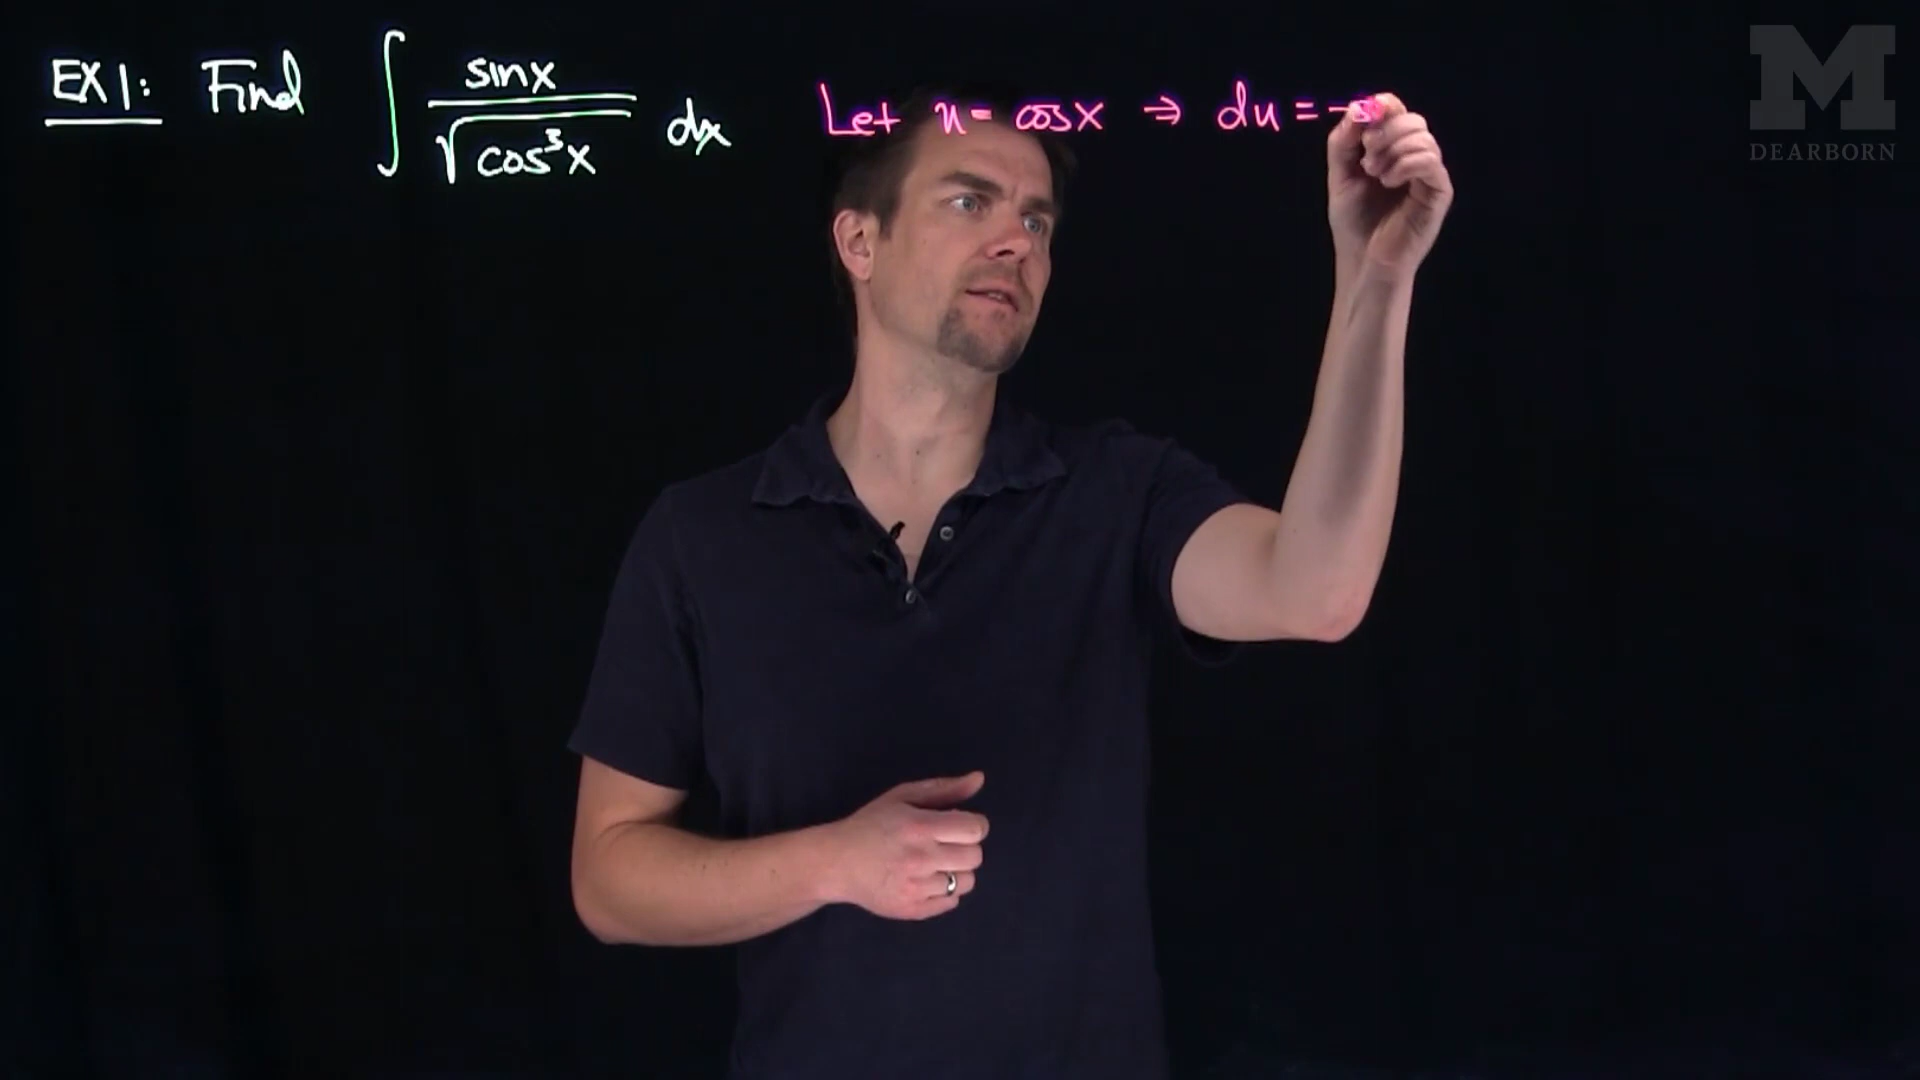 EX 1: Find ∫ sinx / √cos³x dx Let u = cosx ⇒ du = -s
M
DEARBORN